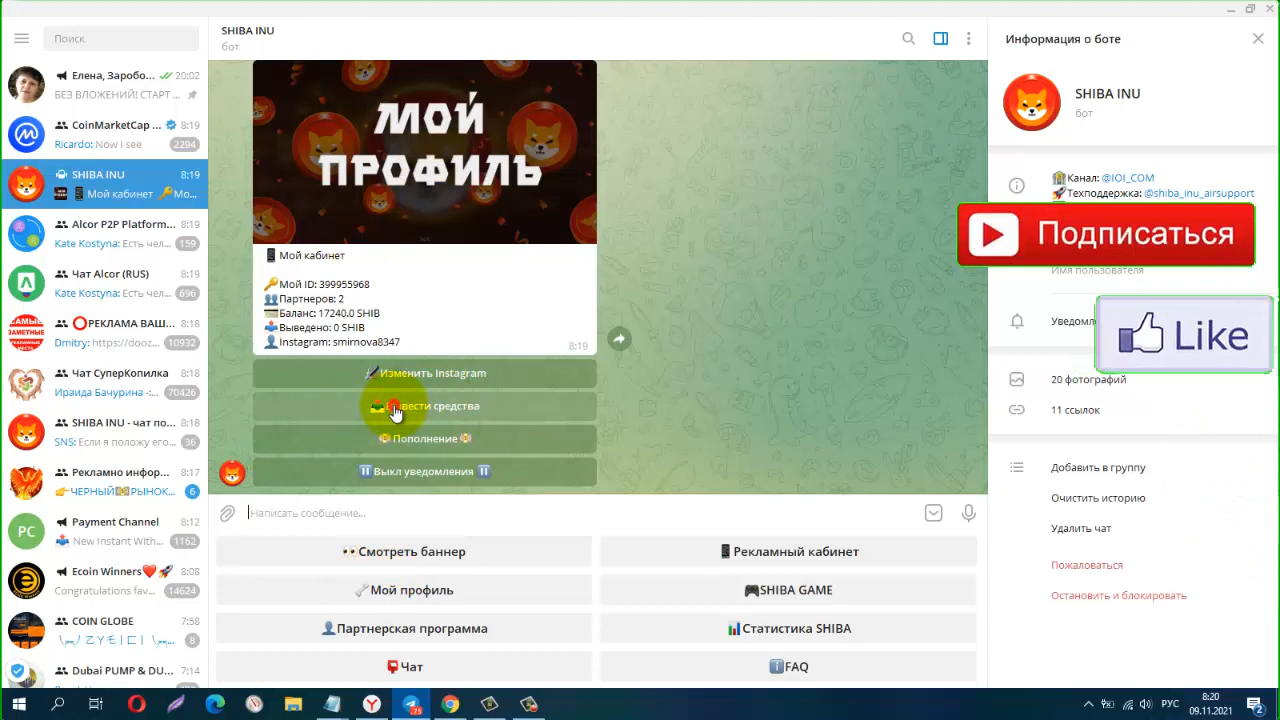 Поиск
Елена, Заробо... 20:02
БЕЗ ВЛОЖЕНИЙ! СТАРТ ...
CoinMarketCap ... 8:19
Ricardo: Now I see 2294
SHIBA INU 8:19
Мой кабинет Мо...
Alcor P2P Platform... 8:19
Kate Kostyna: Есть чел... 159
Чат Alcor (RUS) 8:19
Kate Kostyna: Есть чел... 696
РЕКЛАМА ВАШ... 8:18
Dmitry: https://dooz... 10932
Чат СуперКопилка 8:18
Ираида Бачурина -:... 70426
SHIBA INU - чат по... 8:18
SNS: Если я положу его... 36
Рекламно инфор... 8:17
ЧЕРНЫЙ РЫНОК... 6
PC
Payment Channel 8:12
New Instant With... 1162
Ecoin Winners 8:08
Congratulations fav... 14624
COIN GLOBE 7:58
8
Dubai PUMP & DU... 7:14
САМЫЕ
ЗАМЕТНЫЕ
SHIBA INU
бот
МОЙ
ПРОФИЛЬ
Мой кабинет
Мой ID: 399955968
Партнеров: 2
Баланс: 17240.0 SHIB
Выведено: 0 SHIB
Instagram: smirnova8347
8:19
Изменить Instagram
средства
Пополнение
Выкл уведомления
Написать сообщение...
Смотреть баннер
Рекламный кабинет
Мой профиль
SHIBA GAME
Партнерская программа
Статистика SHIBA
Чат
FAQ
Информация о боте
SHIBA INU
бот
Канал: @IOI_COM
Техподдержка: @shiba_inu_airsupport
Подписаться
Имя пользователя
Уведомл
Like
20 фотографий
11 ссылок
Добавить в группу
Очистить историю
Удалить чат
Пожаловаться
Остановить и блокировать
73
РУС
8:20
09.11.2021
2